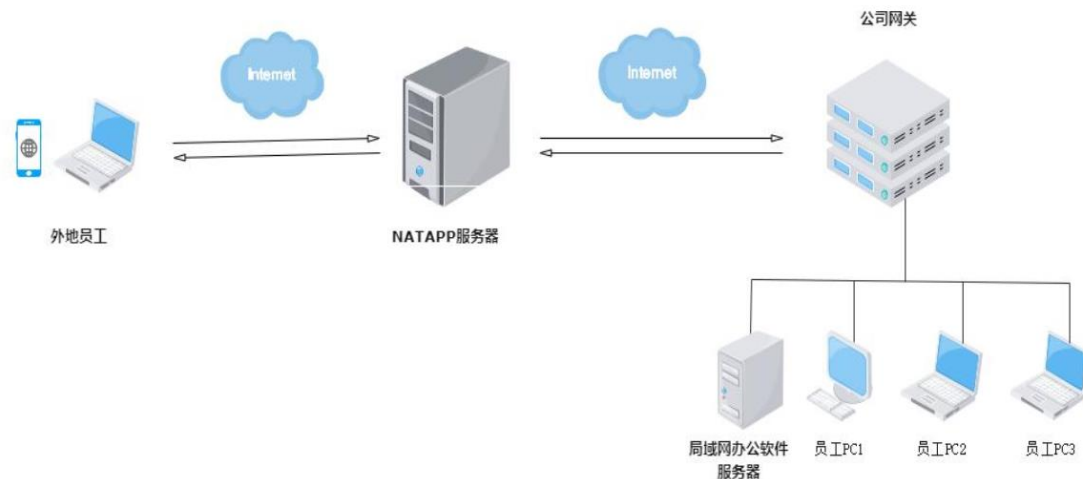 公司网关
Internet
Internet
外地员工
NATAPP服务器
局域网办公软件
服务器
员工PC1
员工PC2
员工PC3